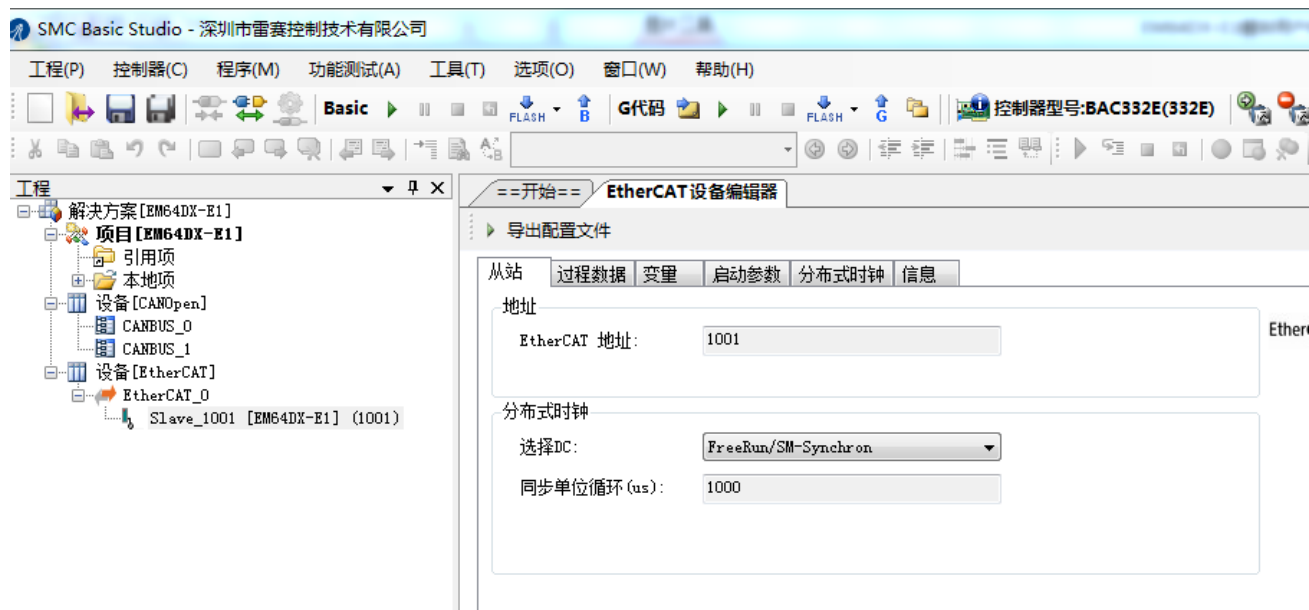 SMC Basic Studio - 深圳市雷赛控制技术有限公司
工程(P) 控制器(C) 程序(M) 功能测试(A) 工具(T) 选项(O) 窗口(W) 帮助(H)
Basic FLASH B G代码 FLASH G 控制器型号:BAC332E(332E)
工程
==开始== EtherCAT设备编辑器
解决方案[EM64DX-E1]
项目[EM64DX-E1]
引用项
本地项
设备[CANOpen]
CANBUS_0
CANBUS_1
设备[EtherCAT]
EtherCAT_0
Slave_1001 [EM64DX-E1] (1001)
导出配置文件
从站 过程数据 变量 启动参数 分布式时钟 信息
地址
EtherCAT 地址: 1001
Ether
分布式时钟
选择DC: FreeRun/SM-Synchron
同步单位循环(us): 1000